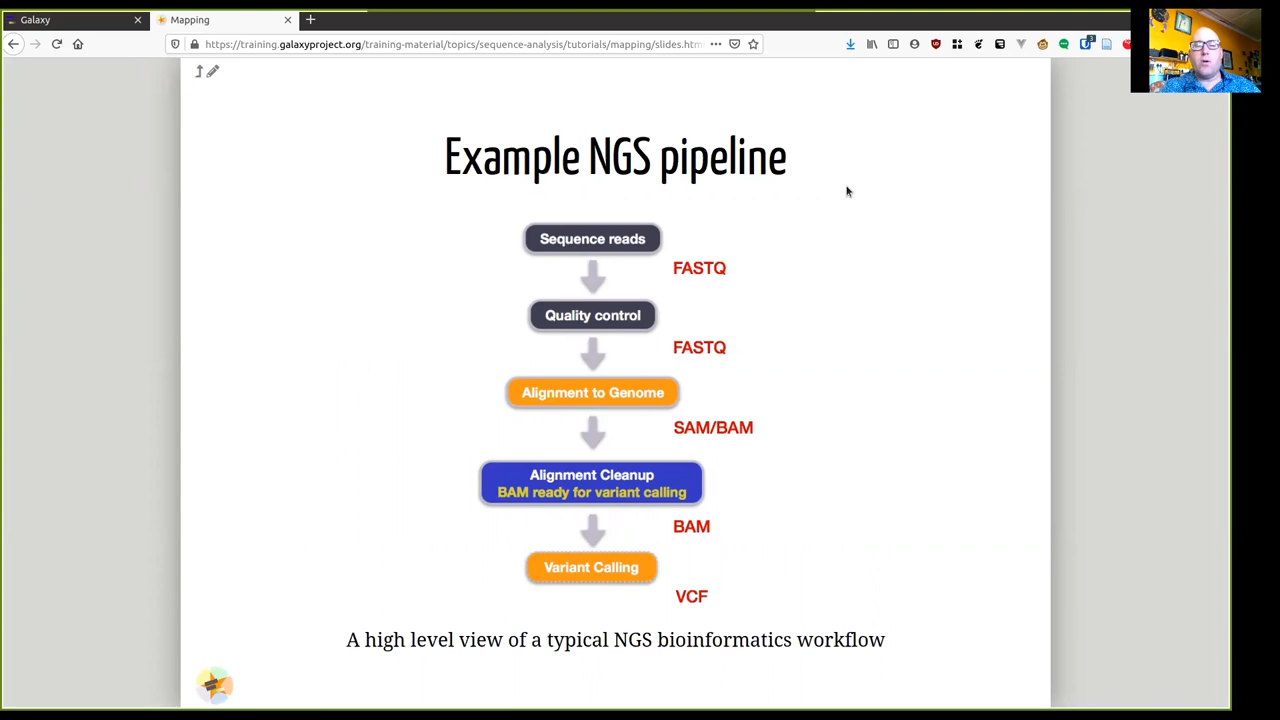 Galaxy
Mapping
https://training.galaxyproject.org/training-material/topics/sequence-analysis/tutorials/mapping/slides.htm
Example NGS pipeline
Sequence reads
FASTQ
Quality control
FASTQ
Alignment to Genome
SAM/BAM
Alignment Cleanup
BAM ready for variant calling
BAM
Variant Calling
VCF
A high level view of a typical NGS bioinformatics workflow